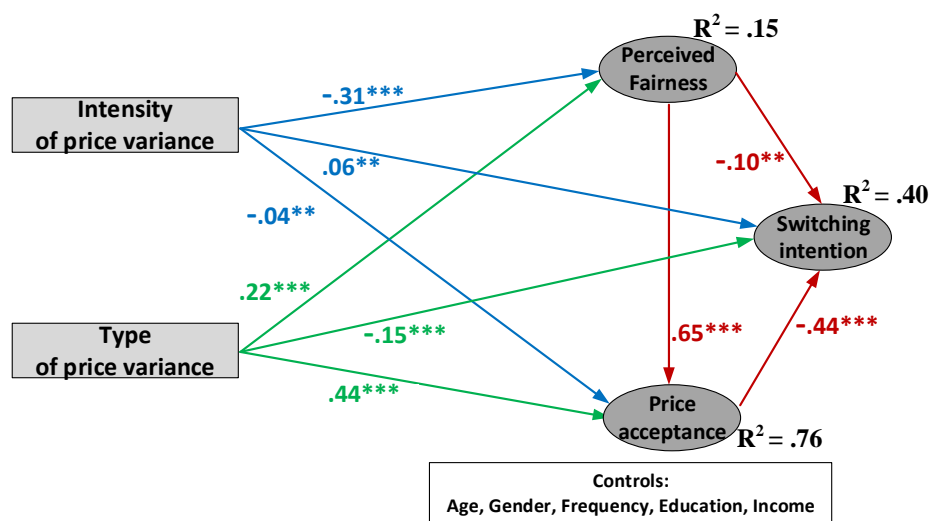 R² = .15
Perceived
Fairness
-.31***
Intensity
of price variance
.06**
-.10**
-.04**
R² = .40
Switching
intention
.22***
Type
of price variance
-.15***
.65***
-.44***
.44***
Price
acceptance
R² = .76
Controls:
Age, Gender, Frequency, Education, Income